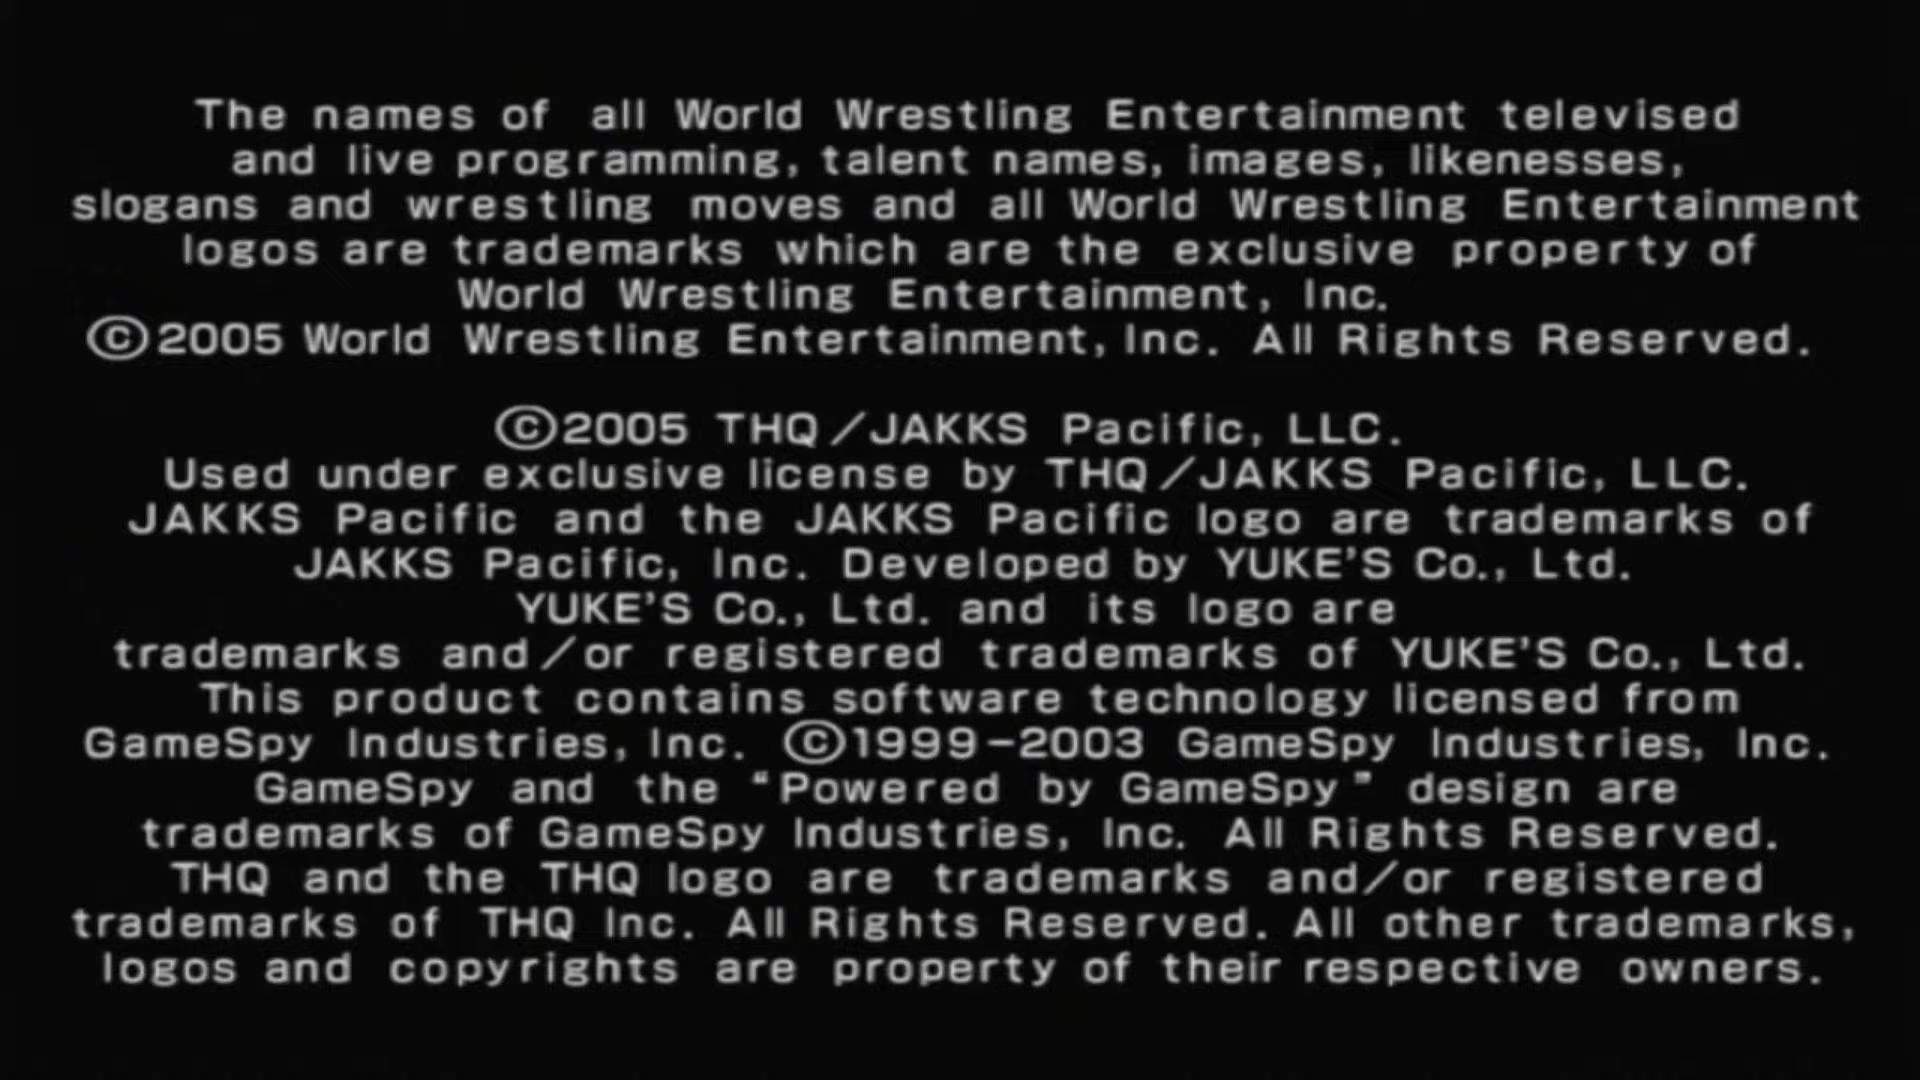 The names of all World Wrestling Entertainment televised
and live programming, talent names, images, likenesses,
slogans and wrestling moves and all World Wrestling Entertainment
logos are trademarks which are the exclusive property of
World Wrestling Entertainment, Inc.
©2005 World Wrestling Entertainment, Inc. All Rights Reserved.
©2005 THQ/JAKKS Pacific, LLC.
Used under exclusive license by THQ/JAKKS Pacific, LLC.
JAKKS Pacific and the JAKKS Pacific logo are trademarks of
JAKKS Pacific, Inc. Developed by YUKE'S Co., Ltd.
YUKE'S Co., Ltd. and its logo are
trademarks and/or registered trademarks of YUKE'S Co., Ltd.
This product contains software technology licensed from
GameSpy Industries, Inc. ©1999-2003 GameSpy Industries, Inc.
GameSpy and the “Powered by GameSpy” design are
trademarks of GameSpy Industries, Inc. All Rights Reserved.
THQ and the THQ logo are trademarks and/or registered
trademarks of THQ Inc. All Rights Reserved. All other trademarks,
logos and copyrights are property of their respective owners.